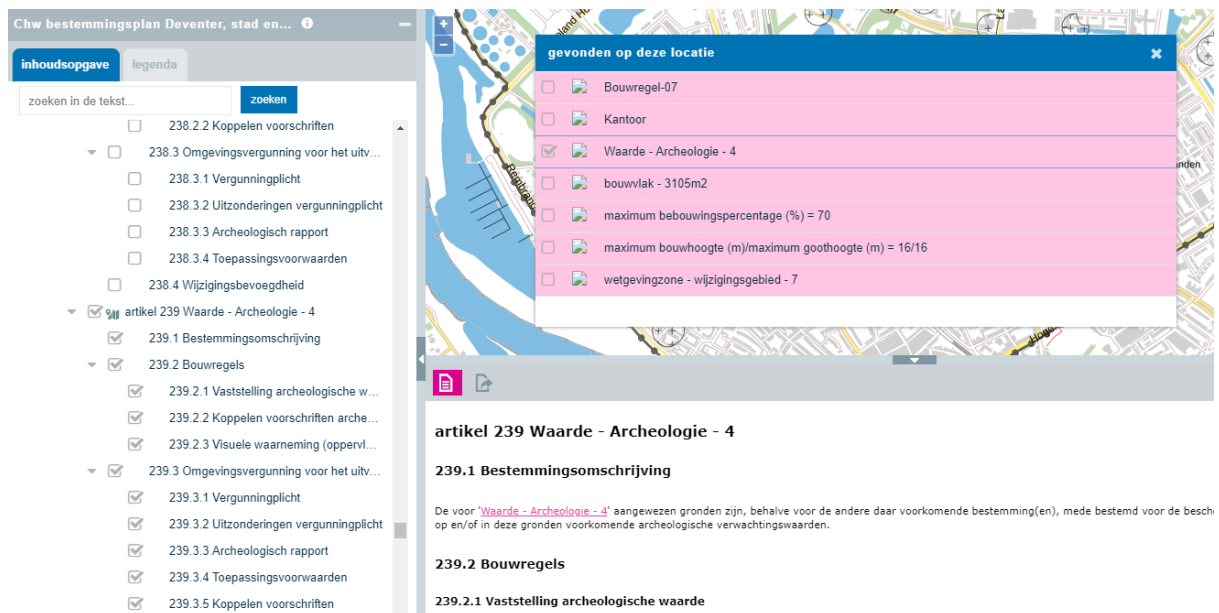 Chw bestemmingsplan Deventer, stad en...
inhoudsopgave
legenda
zoeken in de tekst...
zoeken
238.2.2 Koppelen voorschriften
238.3 Omgevingsvergunning voor het uitv...
238.3.1 Vergunningplicht
238.3.2 Uitzonderingen vergunningplicht
238.3.3 Archeologisch rapport
238.3.4 Toepassingsvoorwaarden
238.4 Wijzigingsbevoegdheid
artikel 239 Waarde - Archeologie - 4
239.1 Bestemmingsomschrijving
239.2 Bouwregels
239.2.1 Vaststelling archeologische w...
239.2.2 Koppelen voorschriften arche...
239.2.3 Visuele waarneming (oppervl...
239.3 Omgevingsvergunning voor het uitv...
239.3.1 Vergunningplicht
239.3.2 Uitzonderingen vergunningplicht
239.3.3 Archeologisch rapport
239.3.4 Toepassingsvoorwaarden
239.3.5 Koppelen voorschriften
gevonden op deze locatie
Bouwregel-07
Kantoor
Waarde - Archeologie - 4
bouwvlak - 3105m2
maximum bebouwingspercentage (%) = 70
maximum bouwhoogte (m)/maximum goothoogte (m) = 16/16
wetgevingzone - wijzigingsgebied - 7
Rembrand
anden
Hoge
artikel 239 Waarde - Archeologie - 4
239.1 Bestemmingsomschrijving
De voor 'Waarde - Archeologie - 4' aangewezen gronden zijn, behalve voor de andere daar voorkomende bestemming(en), mede bestemd voor de besch
op en/of in deze gronden voorkomende archeologische verwachtingswaarden.
239.2 Bouwregels
239.2.1 Vaststelling archeologische waarde